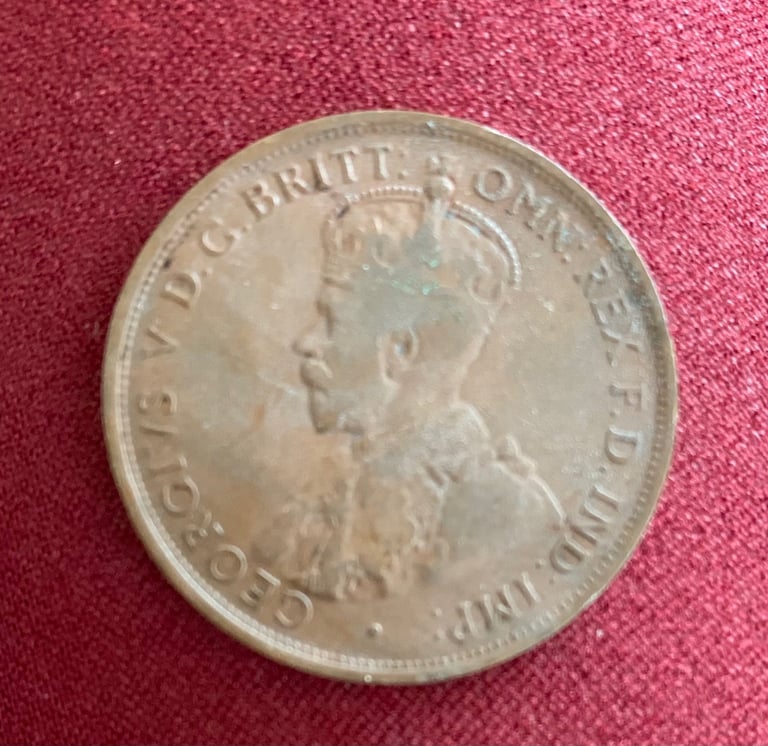 GEORGIVS V D.G.BRITT: OMN: REX. F.D. IND. IMP: